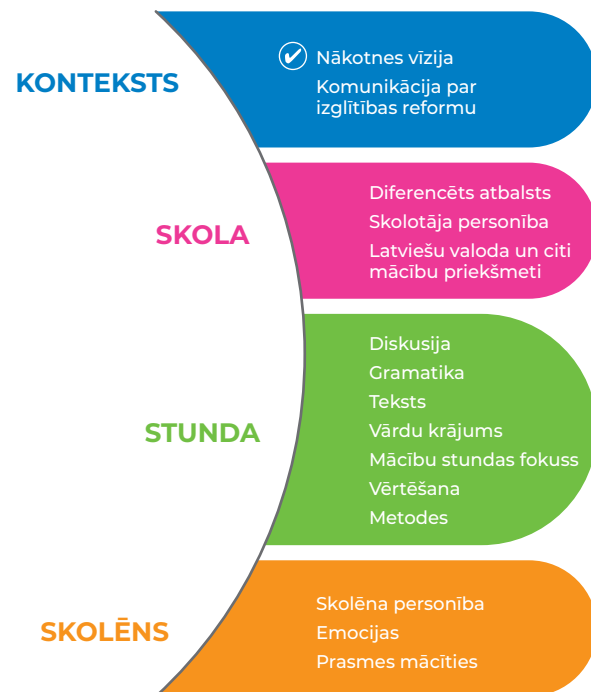 KONTEKSTS
Nākotnes vīzija
Komunikācija par
izglītības reformu
SKOLA
Diferencēts atbalsts
Skolotāja personība
Latviešu valoda un citi
mācību priekšmeti
STUNDA
Diskusija
Gramatika
Teksts
Vārdu krājums
Mācību stundas fokuss
Vērtēšana
Metodes
SKOLĒNS
Skolēna personība
Emocijas
Prasmes mācīties